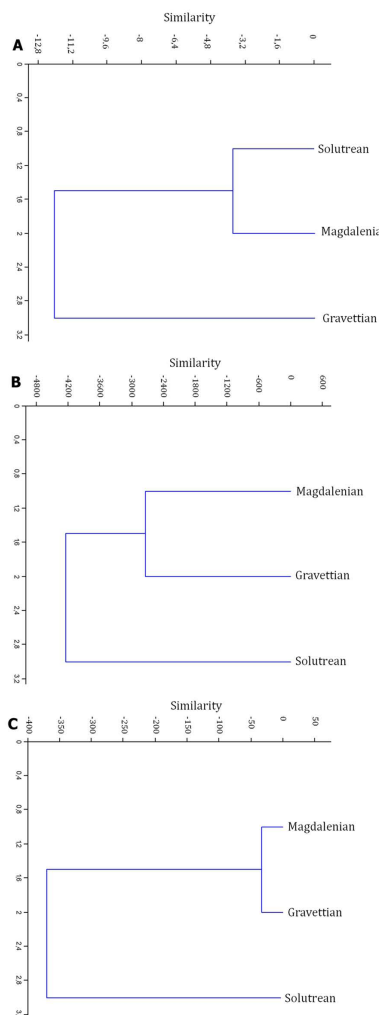 Similarity
A
-12,8 -11,2 -9,6 -8 -6,4 -4,8 -3,2 -1,6 0
0
0,4
0,8
1,2
1,6
2
2,4
2,8
3,2
Solutrean
Magdalenia
Gravettian
Similarity
B
-4800 -4200 -3600 -3000 -2400 -1800 -1200 -600 0 600
0
0,4
0,8
1,2
1,6
2
2,4
2,8
3,2
Magdalenian
Gravettian
Solutrean
Similarity
C
-400 -350 -300 -250 -200 -150 -100 -50 0 50
0
0,4
0,8
1,2
1,6
2
2,4
2,8
Magdalenian
Gravettian
Solutrean